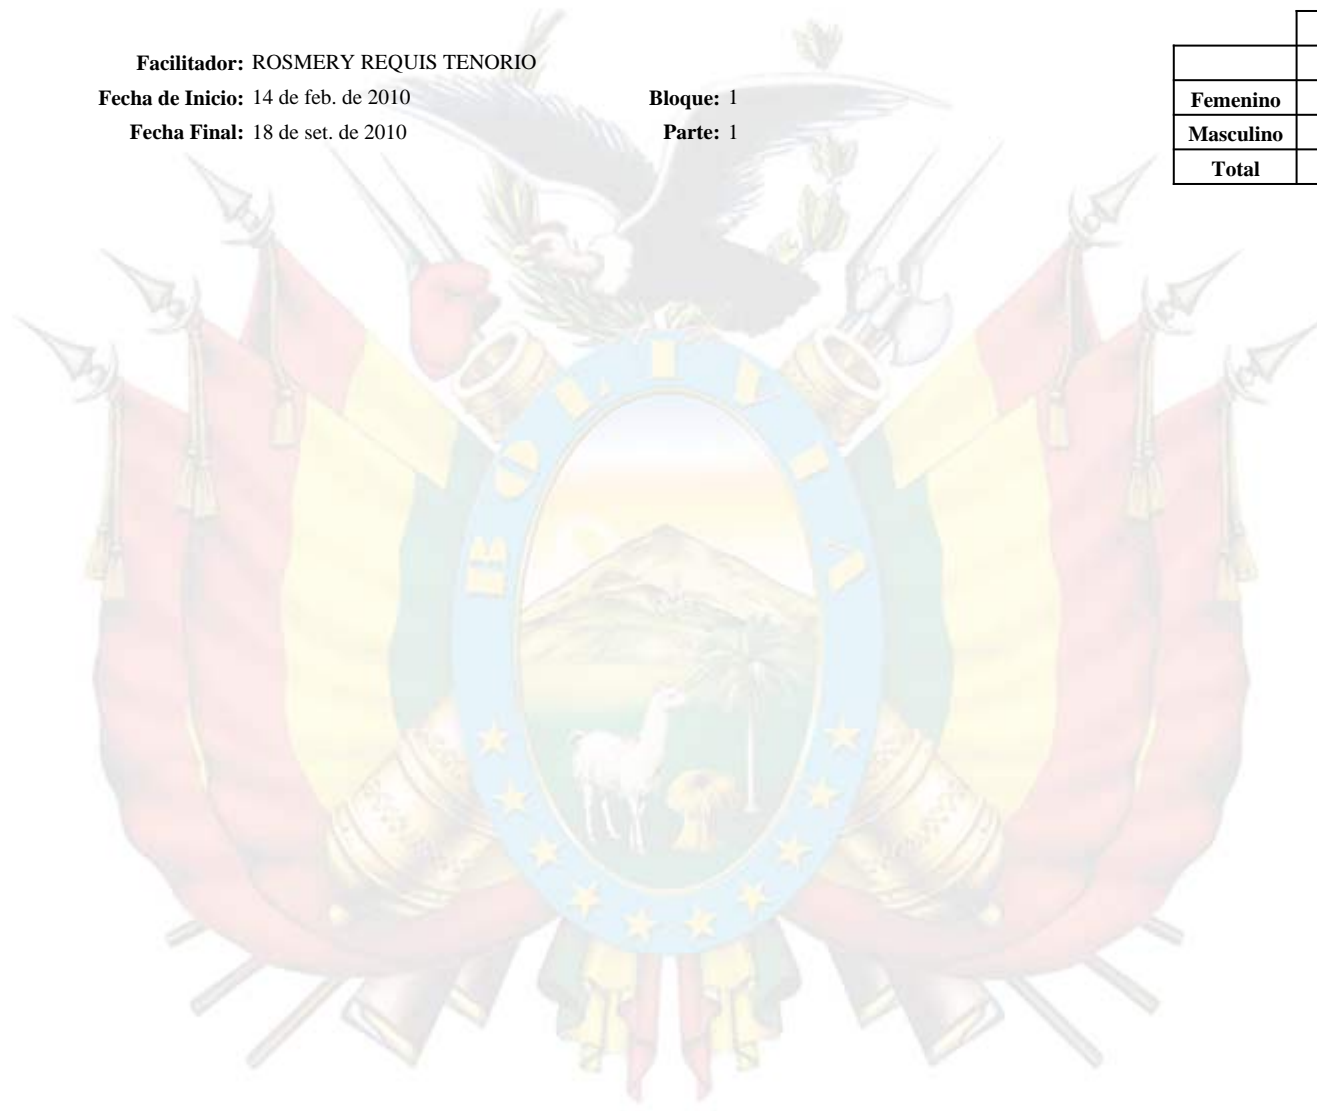 Facilitador: ROSMERY REQUIS TENORIO
Fecha de Inicio: 14 de feb. de 2010 Bloque: 1
Fecha Final: 18 de set. de 2010 Parte: 1
Femenino
Masculino
Total
BOLIVIA